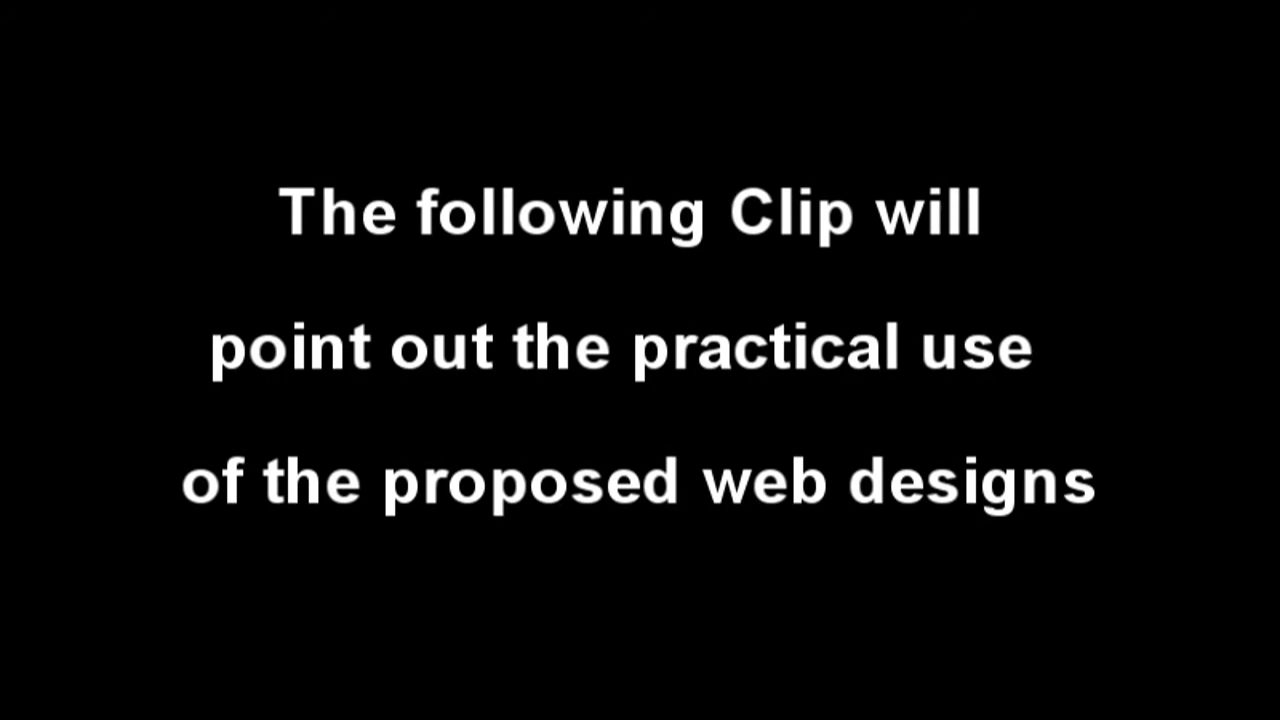 The following Clip will
point out the practical use
of the proposed web designs